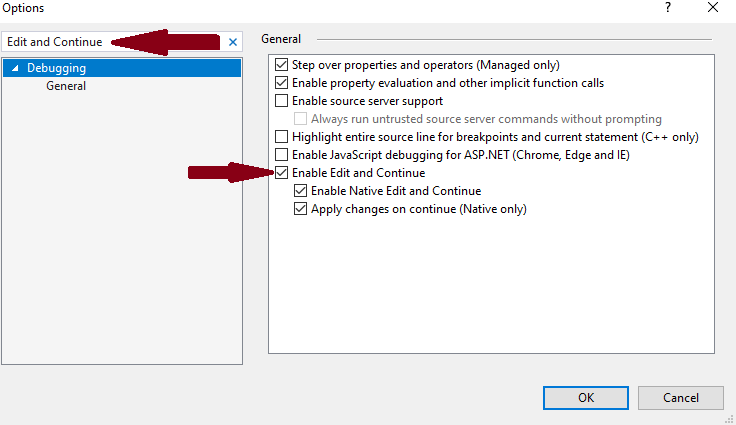 Options
?
Edit and Continue
General
Debugging
General
Step over properties and operators (Managed only)
Enable property evaluation and other implicit function calls
Enable source server support
Always run untrusted source server commands without prompting
Highlight entire source line for breakpoints and current statement (C++ only)
Enable JavaScript debugging for ASP.NET (Chrome, Edge and IE)
Enable Edit and Continue
Enable Native Edit and Continue
Apply changes on continue (Native only)
OK
Cancel